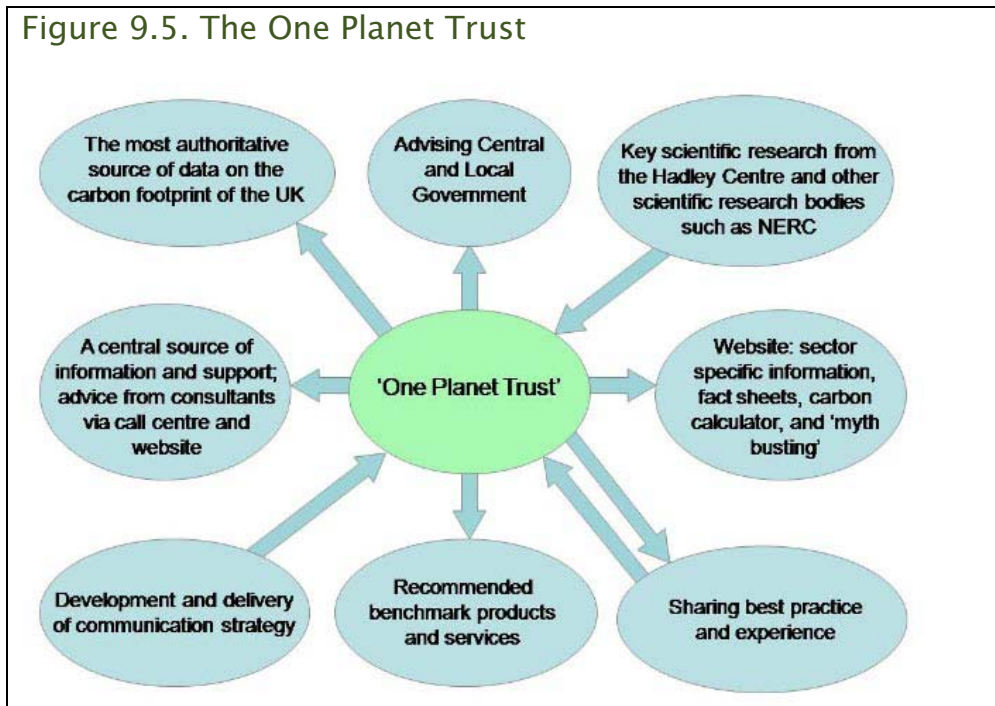 Figure 9.5. The One Planet Trust
The most authoritative
source of data on the
carbon footprint of the UK
Advising Central
and Local
Government
Key scientific research from
the Hadley Centre and other
scientific research bodies
such as NERC
A central source of
information and support;
advice from consultants
via call centre and
website
'One Planet Trust'
Website: sector
specific information,
fact sheets, carbon
calculator, and 'myth
busting'
Development and delivery
of communication strategy
Recommended
benchmark products
and services
Sharing best practice
and experience